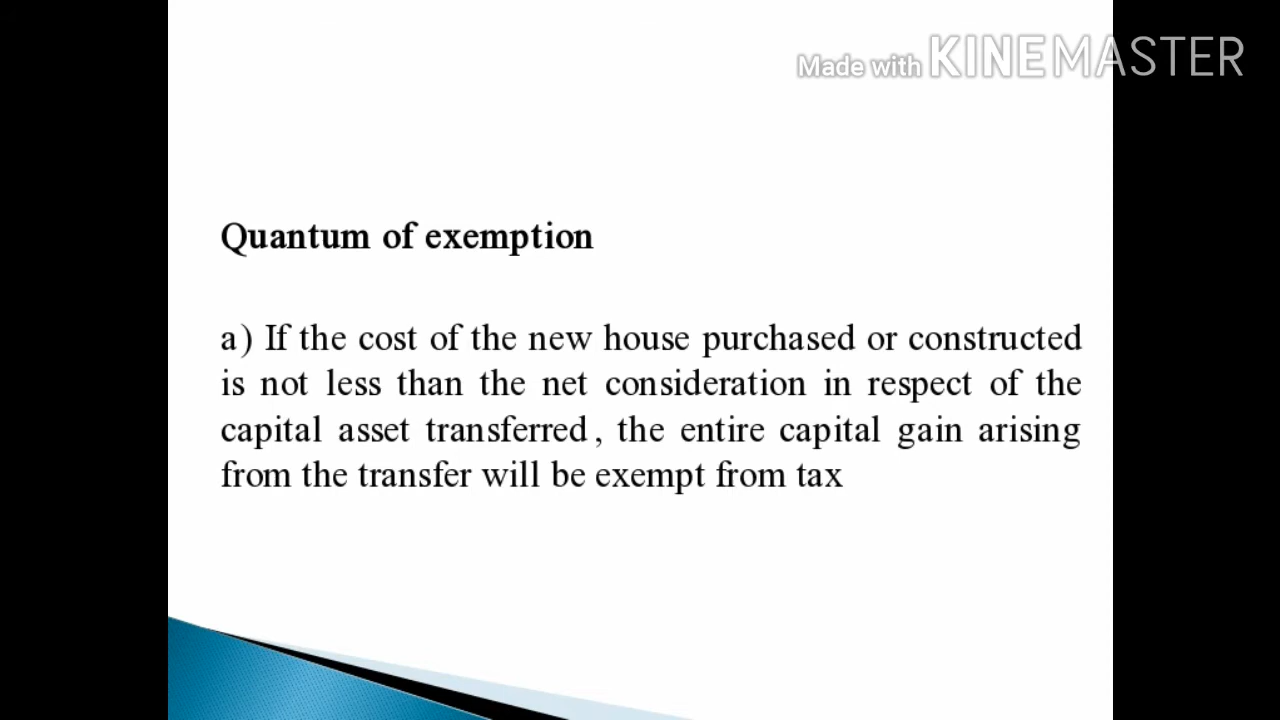 Made with KINEMASTER
Quantum of exemption
a) If the cost of the new house purchased or constructed
is not less than the net consideration in respect of the
capital asset transferred, the entire capital gain arising
from the transfer will be exempt from tax